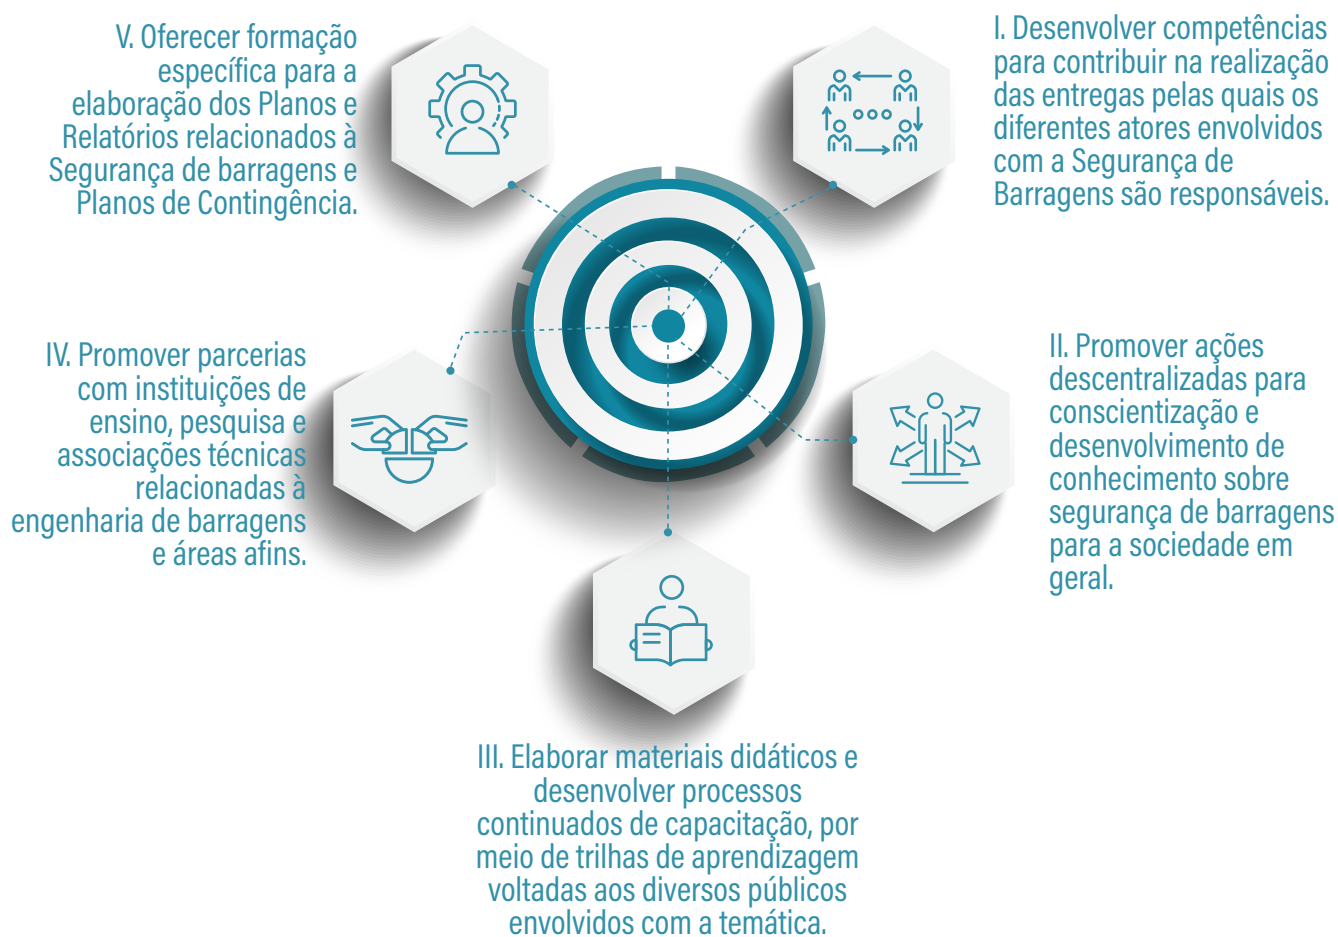 I. Desenvolver competências
para contribuir na realização
das entregas pelas quais os
diferentes atores envolvidos
com a Segurança de
Barragens são responsáveis.
II. Promover ações
descentralizadas para
conscientização e
desenvolvimento de
conhecimento sobre
segurança de barragens
para a sociedade em
geral.
III. Elaborar materiais didáticos e
desenvolver processos
continuados de capacitação, por
meio de trilhas de aprendizagem
voltadas aos diversos públicos
envolvidos com a temática.
IV. Promover parcerias
com instituições de
ensino, pesquisa e
associações técnicas
relacionadas à
engenharia de barragens
e áreas afins.
V. Oferecer formação
específica para a
elaboração dos Planos e
Relatórios relacionados à
Segurança de barragens e
Planos de Contingência.